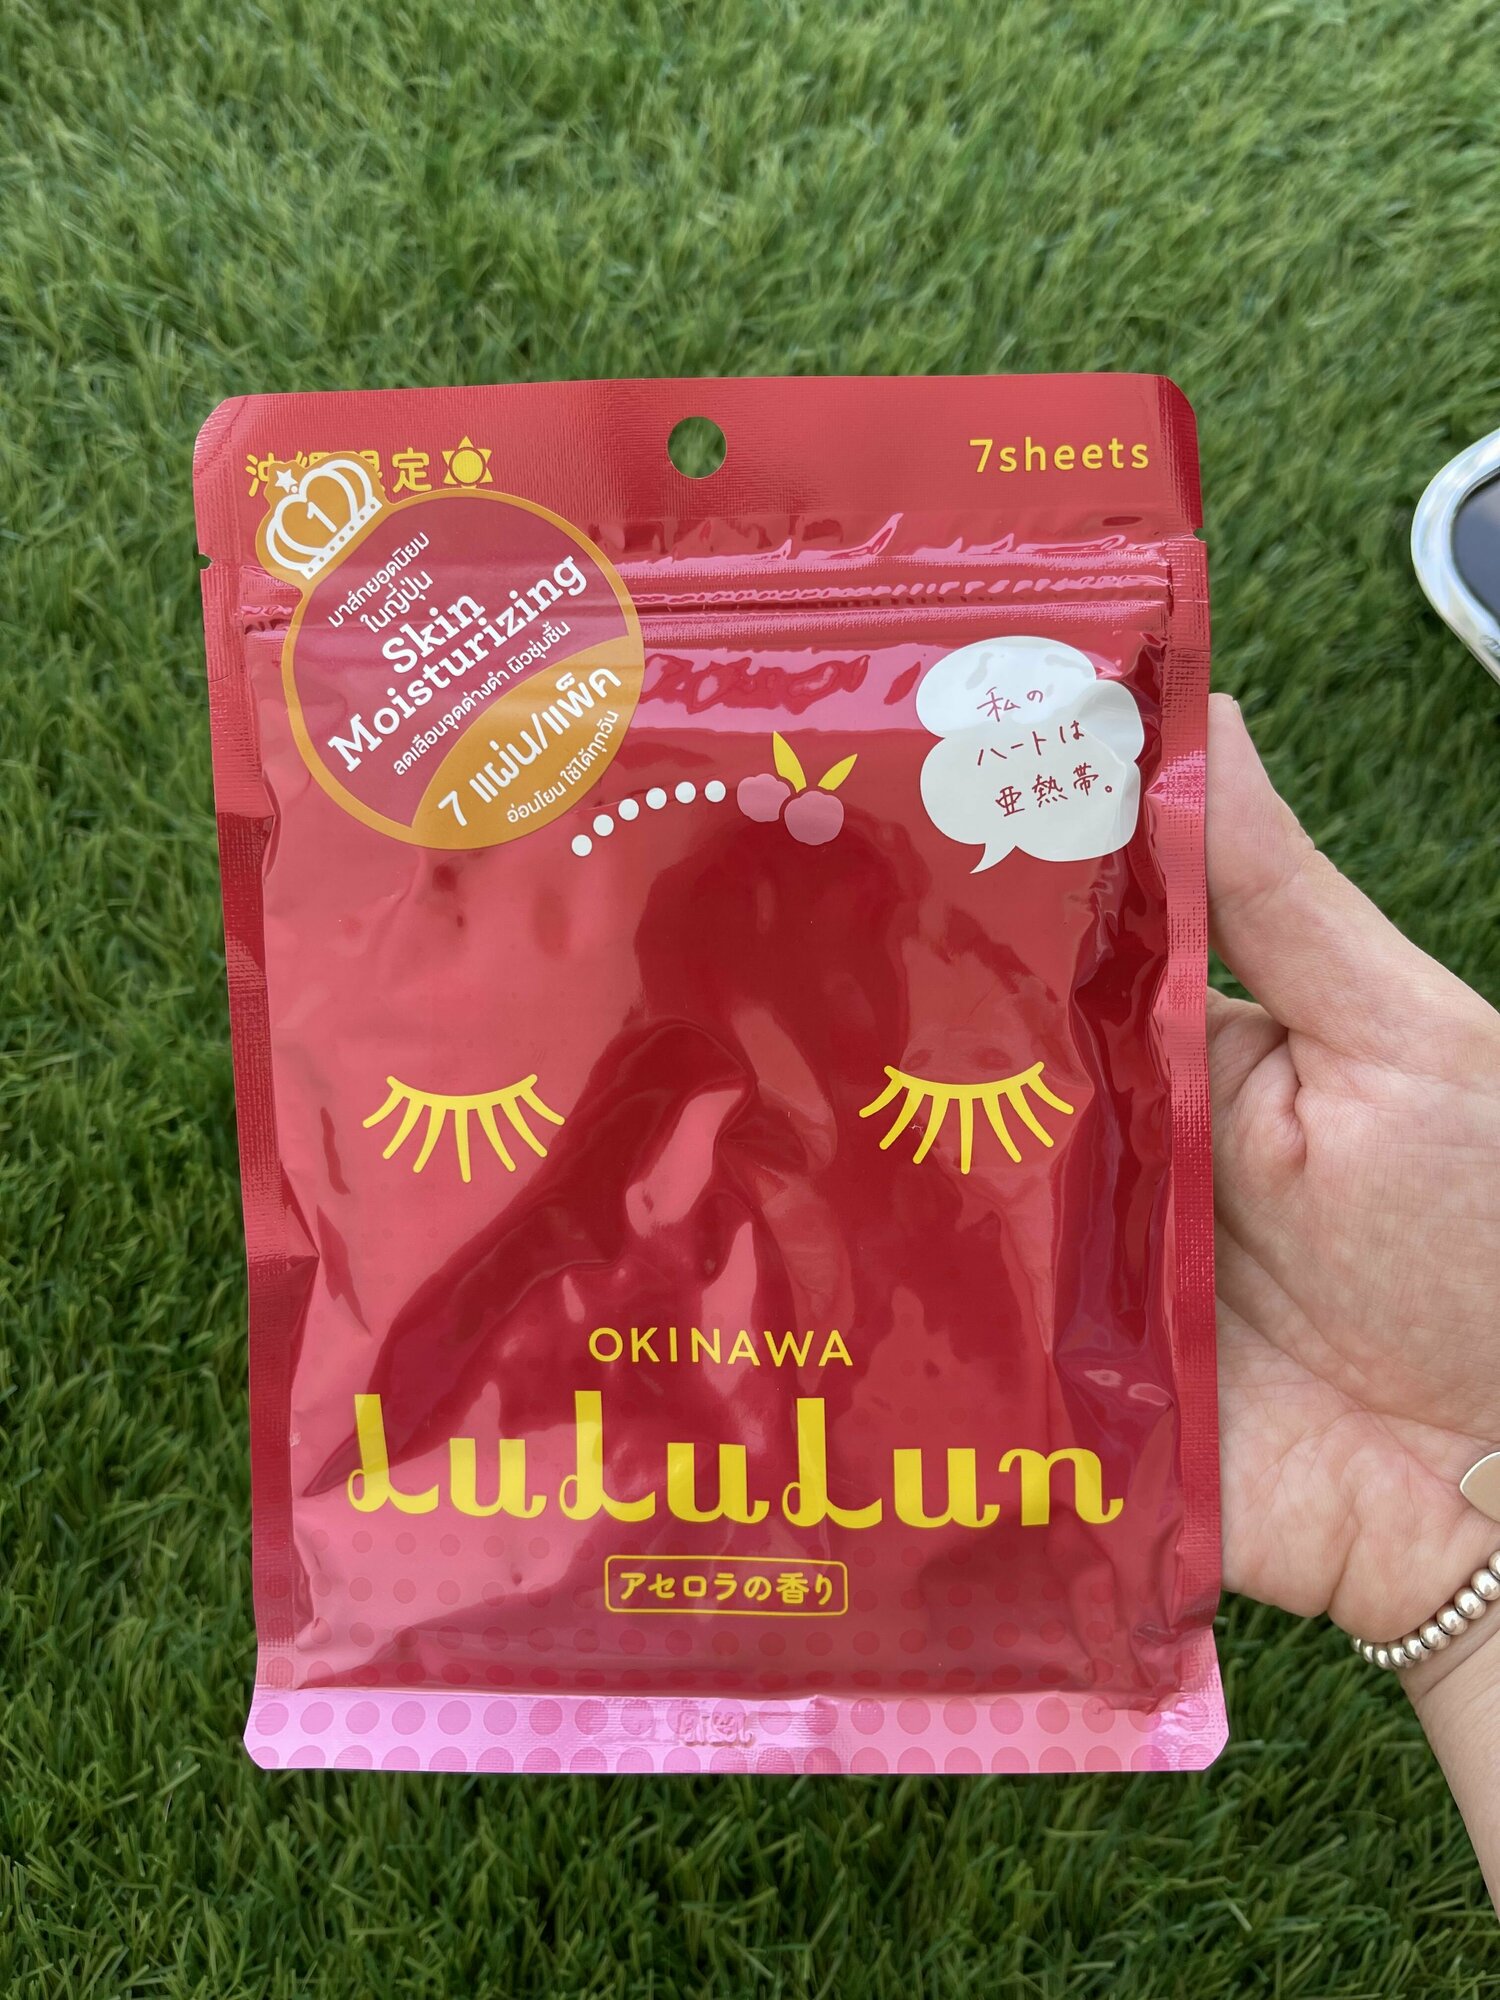 沖縄限定
7sheets
1
มาส์กยอดนิยม
ในญี่ปุ่น
Skin
Moisturizing
ลดเลือนจุดด่างดำ ผิวชุ่มชื้น
7 แผ่น/แพ็ค
อ่อนโยน ใช้ได้ทุกวัน
私の
ハートは
亜熱帯。
OKINAWA
LuLuLun
アセロラの香り